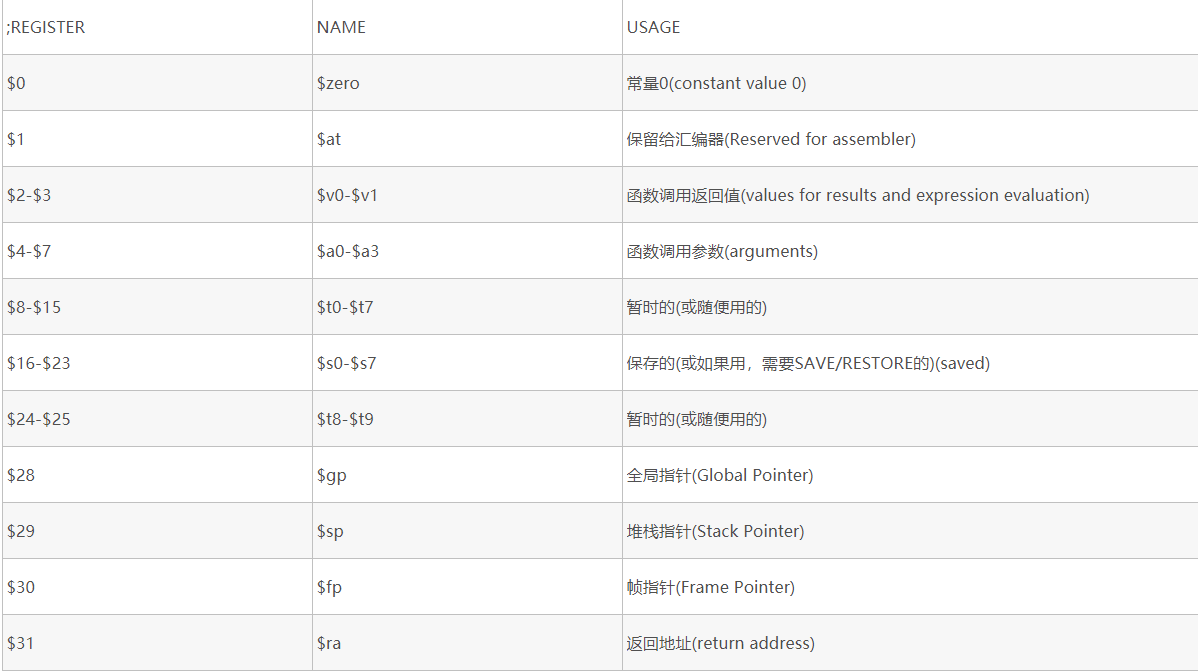 ;REGISTER NAME USAGE
$0 $zero 常量0(constant value 0)
$1 $at 保留给汇编器(Reserved for assembler)
$2-$3 $v0-$v1 函数调用返回值(values for results and expression evaluation)
$4-$7 $a0-$a3 函数调用参数(arguments)
$8-$15 $t0-$t7 暂时的(或随便用的)
$16-$23 $s0-$s7 保存的(或如果用，需要SAVE/RESTORE的)(saved)
$24-$25 $t8-$t9 暂时的(或随便用的)
$28 $gp 全局指针(Global Pointer)
$29 $sp 堆栈指针(Stack Pointer)
$30 $fp 帧指针(Frame Pointer)
$31 $ra 返回地址(return address)